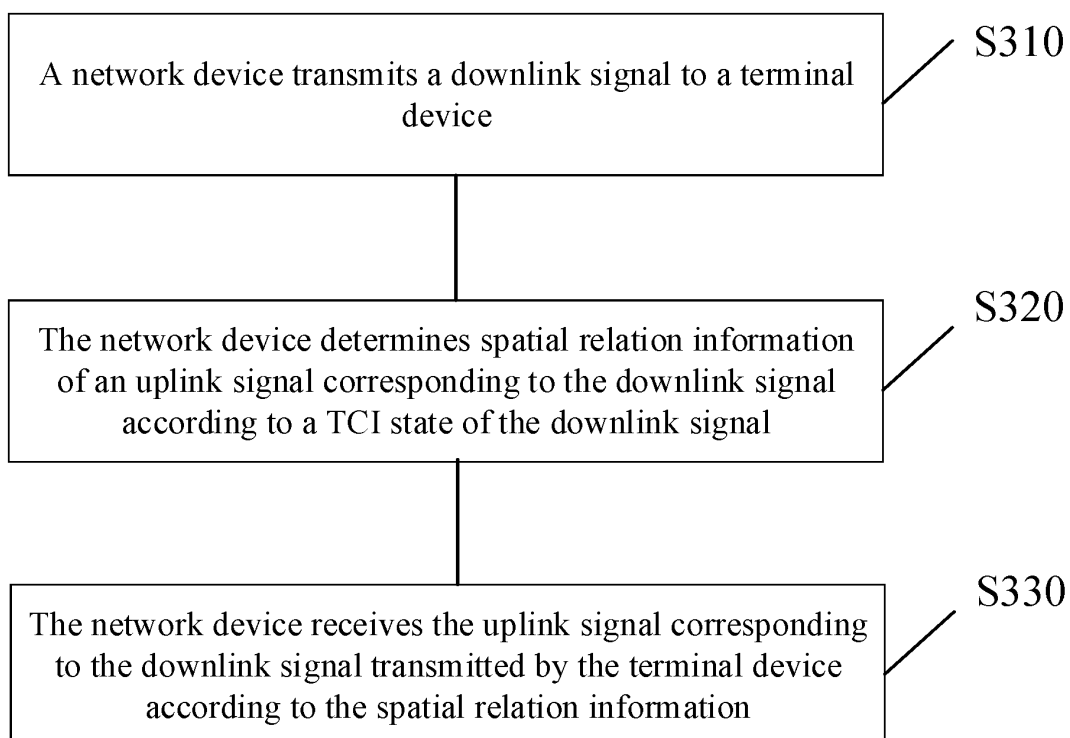 A network device transmits a downlink signal to a terminal
device
S310
The network device determines spatial relation information
of an uplink signal corresponding to the downlink signal
according to a TCI state of the downlink signal
S320
The network device receives the uplink signal corresponding
to the downlink signal transmitted by the terminal device
according to the spatial relation information
S330